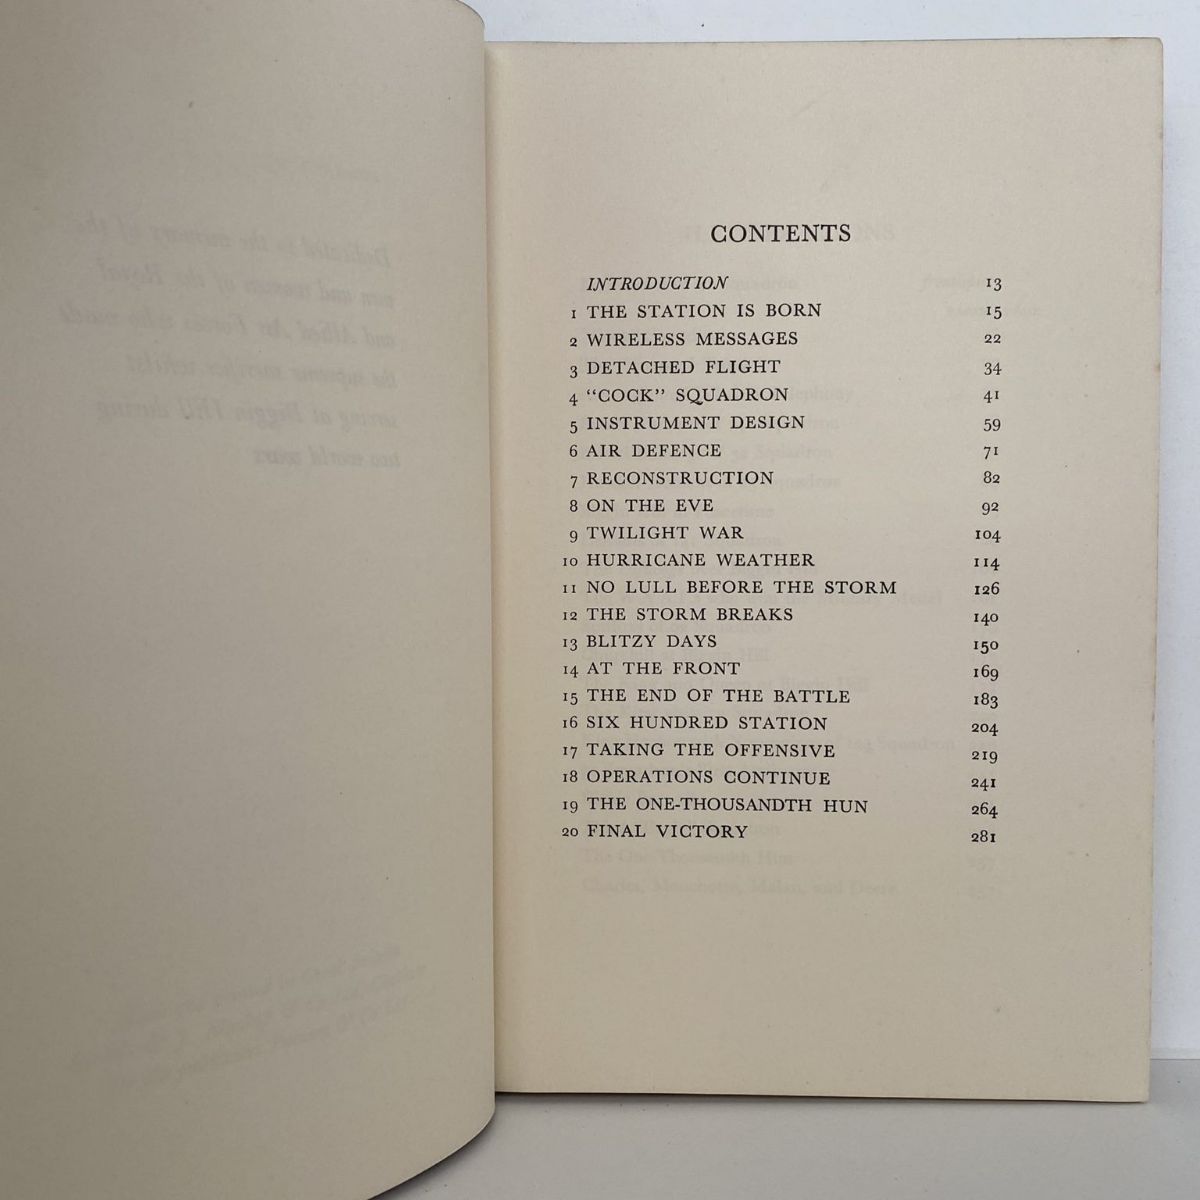 CONTENTS
INTRODUCTION 13
1 THE STATION IS BORN 15
2 WIRELESS MESSAGES 22
3 DETACHED FLIGHT 34
4 "COCK" SQUADRON 41
5 INSTRUMENT DESIGN 59
6 AIR DEFENCE 71
7 RECONSTRUCTION 82
8 ON THE EVE 92
9 TWILIGHT WAR 104
10 HURRICANE WEATHER 114
11 NO LULL BEFORE THE STORM 126
12 THE STORM BREAKS 140
13 BLITZY DAYS 150
14 AT THE FRONT 169
15 THE END OF THE BATTLE 183
16 SIX HUNDRED STATION 204
17 TAKING THE OFFENSIVE 219
18 OPERATIONS CONTINUE 241
19 THE ONE-THOUSANDTH HUN 264
20 FINAL VICTORY 281